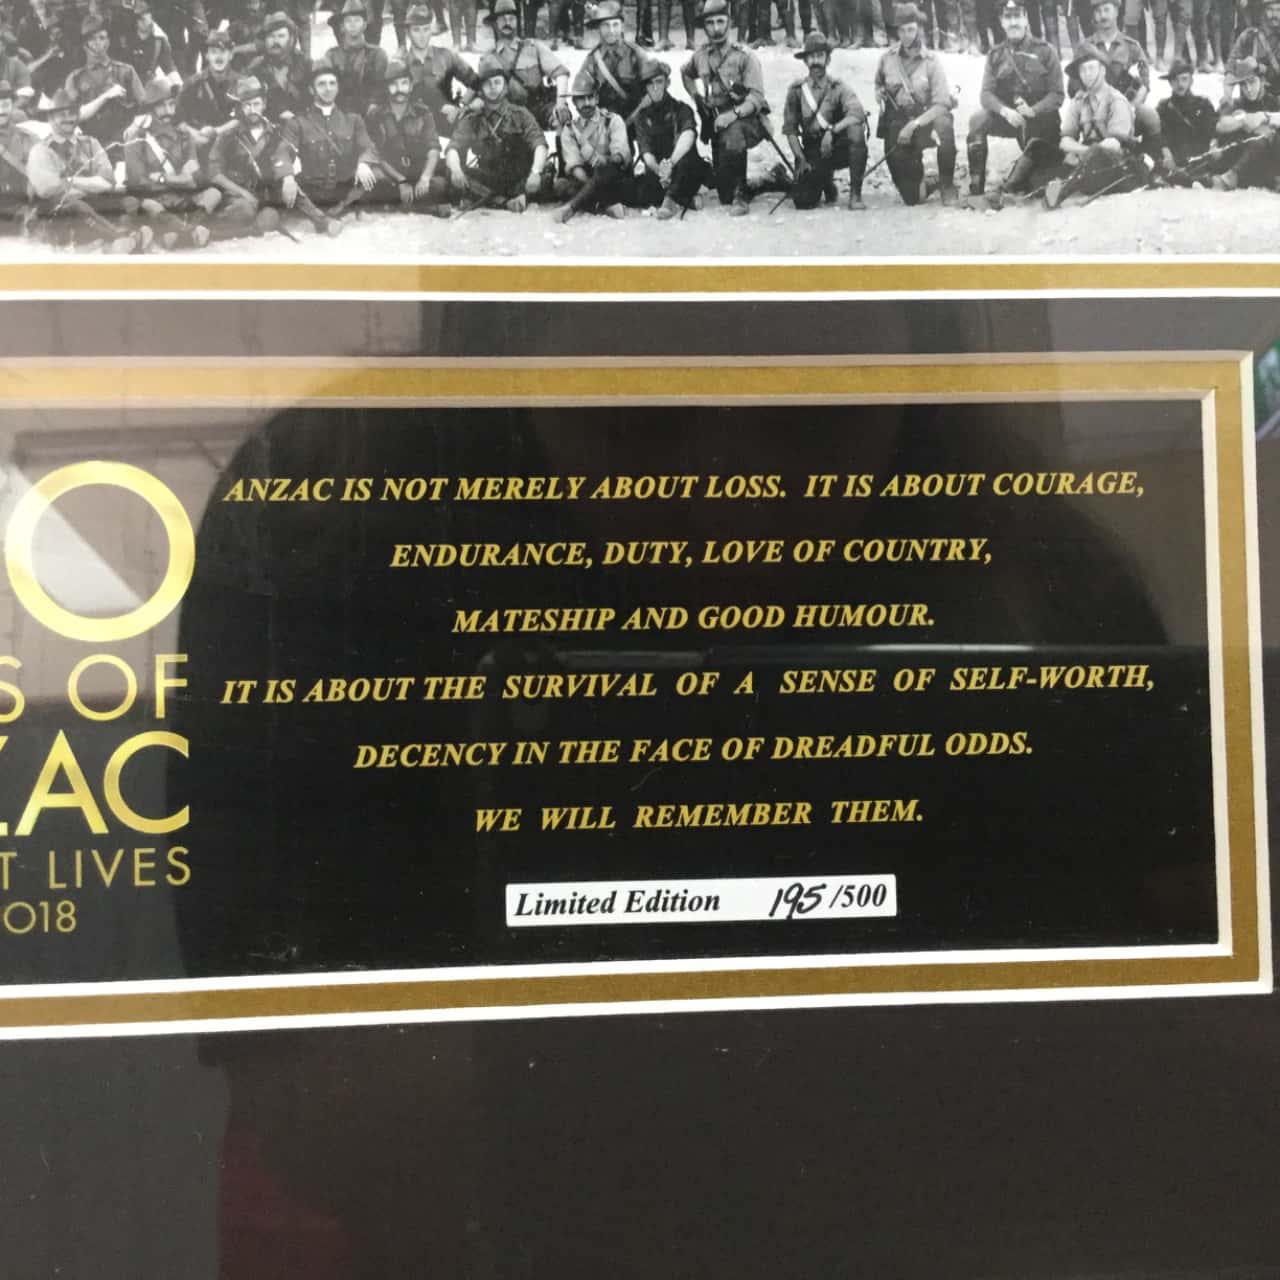 O
S OF
ZAC
T LIVES
2018
ANZAC IS NOT MERELY ABOUT LOSS. IT IS ABOUT COURAGE,
ENDURANCE, DUTY, LOVE OF COUNTRY,
MATESHIP AND GOOD HUMOUR.
IT IS ABOUT THE SURVIVAL OF A SENSE OF SELF-WORTH,
DECENCY IN THE FACE OF DREADFUL ODDS.
WE WILL REMEMBER THEM.
Limited Edition 195/500